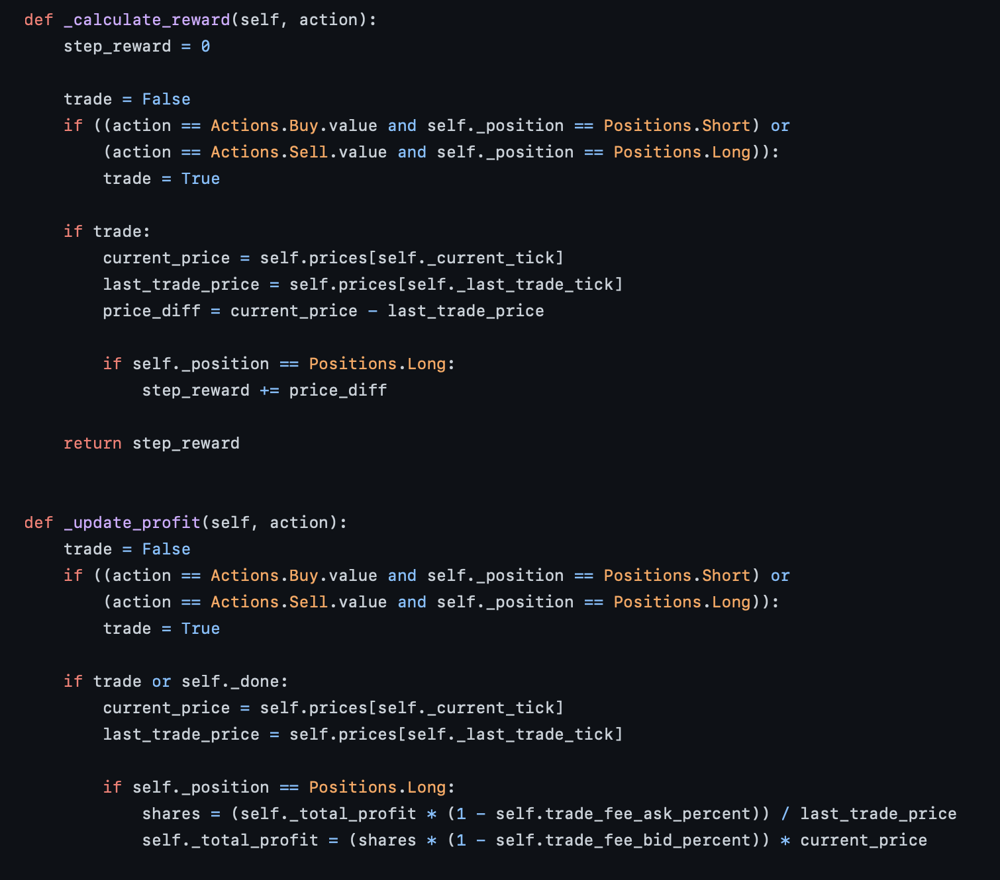 def _calculate_reward(self, action):
    step_reward = 0

    trade = False
    if ((action == Actions.Buy.value and self._position == Positions.Short) or
        (action == Actions.Sell.value and self._position == Positions.Long)):
        trade = True

    if trade:
        current_price = self.prices[self._current_tick]
        last_trade_price = self.prices[self._last_trade_tick]
        price_diff = current_price - last_trade_price

        if self._position == Positions.Long:
            step_reward += price_diff

    return step_reward


def _update_profit(self, action):
    trade = False
    if ((action == Actions.Buy.value and self._position == Positions.Short) or
        (action == Actions.Sell.value and self._position == Positions.Long)):
        trade = True

    if trade or self._done:
        current_price = self.prices[self._current_tick]
        last_trade_price = self.prices[self._last_trade_tick]

        if self._position == Positions.Long:
            shares = (self._total_profit * (1 - self.trade_fee_ask_percent)) / last_trade_price
            self._total_profit = (shares * (1 - self.trade_fee_bid_percent)) * current_price